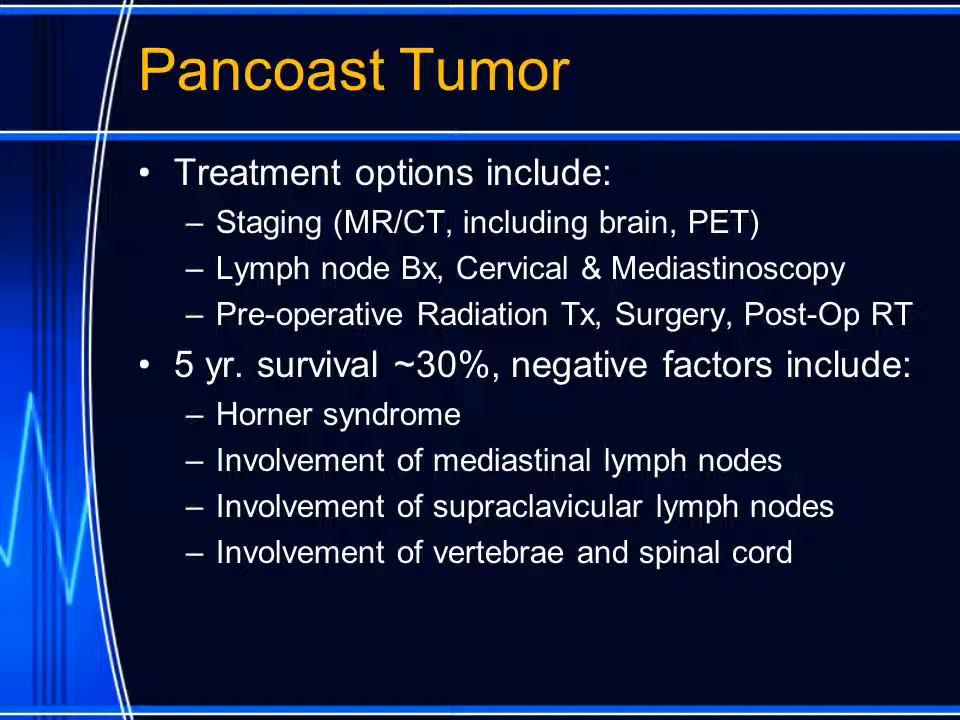 Pancoast Tumor
• Treatment options include:
– Staging (MR/CT, including brain, PET)
– Lymph node Bx, Cervical & Mediastinoscopy
– Pre-operative Radiation Tx, Surgery, Post-Op RT
• 5 yr. survival ~30%, negative factors include:
– Horner syndrome
– Involvement of mediastinal lymph nodes
– Involvement of supraclavicular lymph nodes
– Involvement of vertebrae and spinal cord